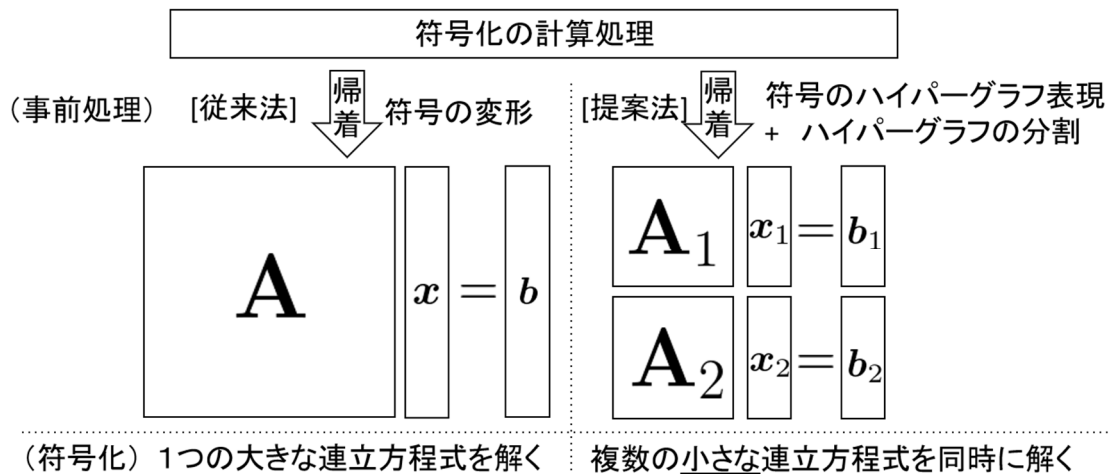 符号化の計算処理
(事前処理) [従来法] 帰着 符号の変形
[提案法] 帰着 符号のハイパーグラフ表現
+ ハイパーグラフの分割
A x = b
A₁ x₁ = b₁
A₂ x₂ = b₂
(符号化) 1つの大きな連立方程式を解く
複数の小さな連立方程式を同時に解く